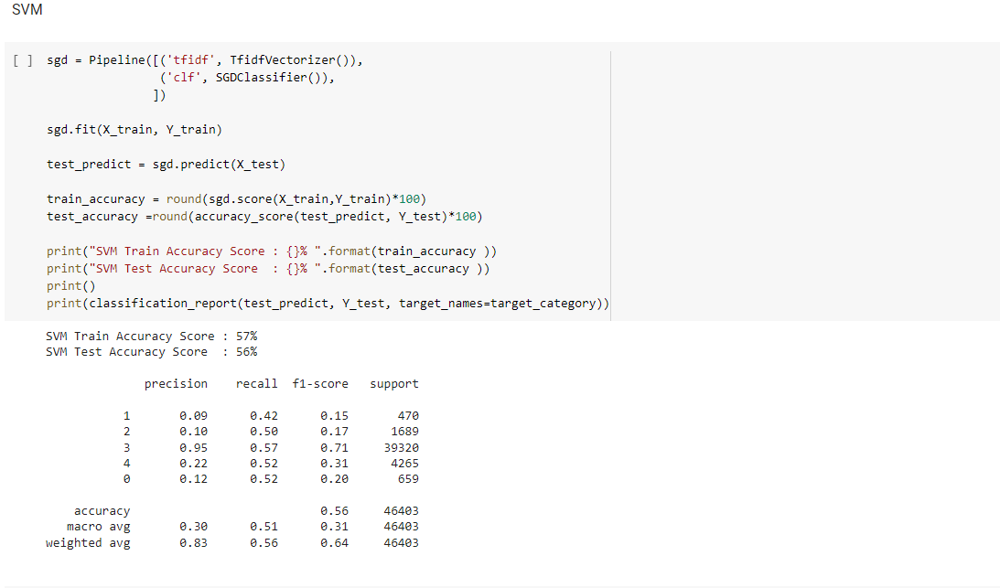 SVM
[ ] sgd = Pipeline([('tfidf', TfidfVectorizer()),
('clf', SGDClassifier()),
])
sgd.fit(X_train, Y_train)
test_predict = sgd.predict(X_test)
train_accuracy = round(sgd.score(X_train,Y_train)*100)
test_accuracy =round(accuracy_score(test_predict, Y_test)*100)
print("SVM Train Accuracy Score : {}% ".format(train_accuracy ))
print("SVM Test Accuracy Score  : {}% ".format(test_accuracy ))
print()
print(classification_report(test_predict, Y_test, target_names=target_category))
SVM Train Accuracy Score : 57%
SVM Test Accuracy Score  : 56%
precision recall f1-score support
1 0.09 0.42 0.15 470
2 0.10 0.50 0.17 1689
3 0.95 0.57 0.71 39320
4 0.22 0.52 0.31 4265
0 0.12 0.52 0.20 659
accuracy 0.56 46403
macro avg 0.30 0.51 0.31 46403
weighted avg 0.83 0.56 0.64 46403